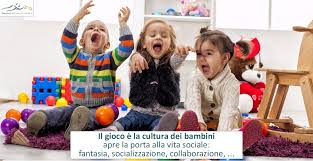 Il gioco è la cultura dei bambini
apre la porta alla vita sociale:
fantasia, socializzazione, collaborazione, ...